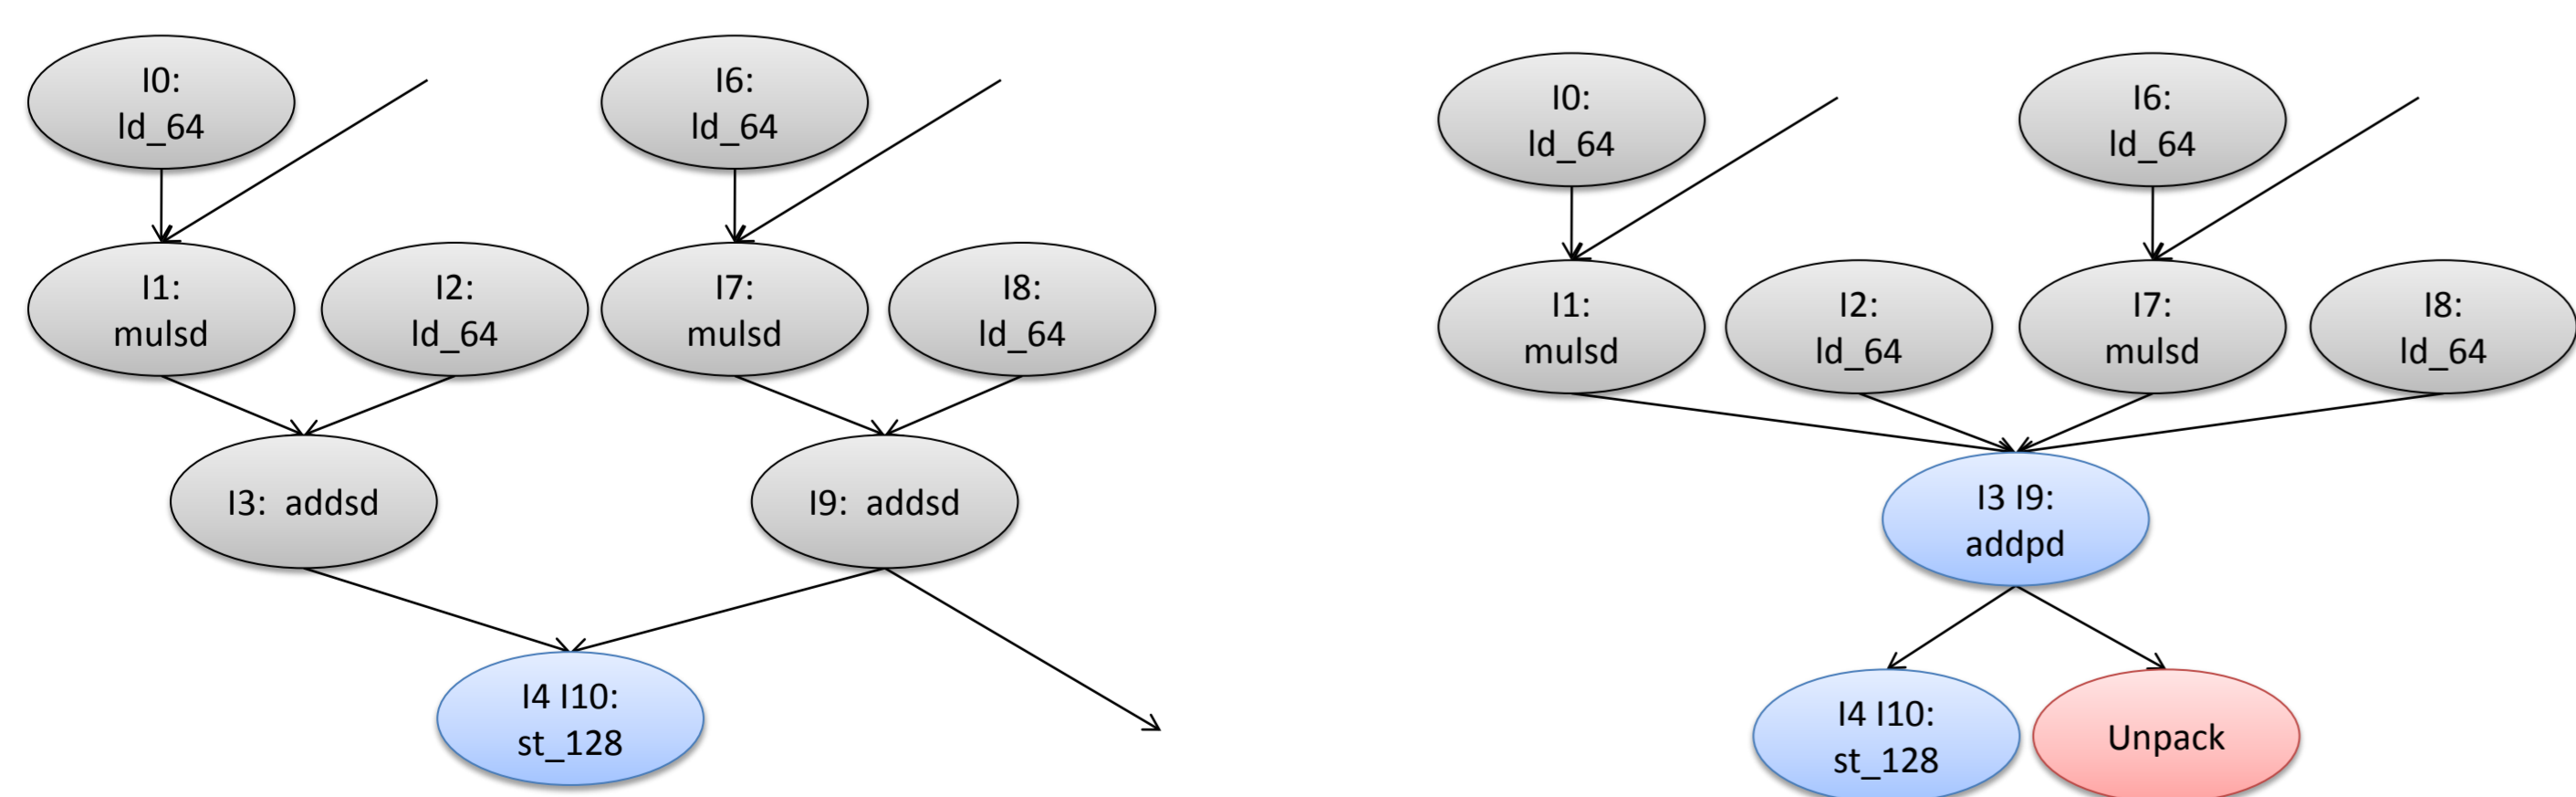 I0:
ld_64
I6:
ld_64
I1:
mulsd
I2:
ld_64
I7:
mulsd
I8:
ld_64
I3: addsd
I9: addsd
I4 I10:
st_128
I0:
ld_64
I6:
ld_64
I1:
mulsd
I2:
ld_64
I7:
mulsd
I8:
ld_64
I3 I9:
addpd
I4 I10:
st_128
Unpack